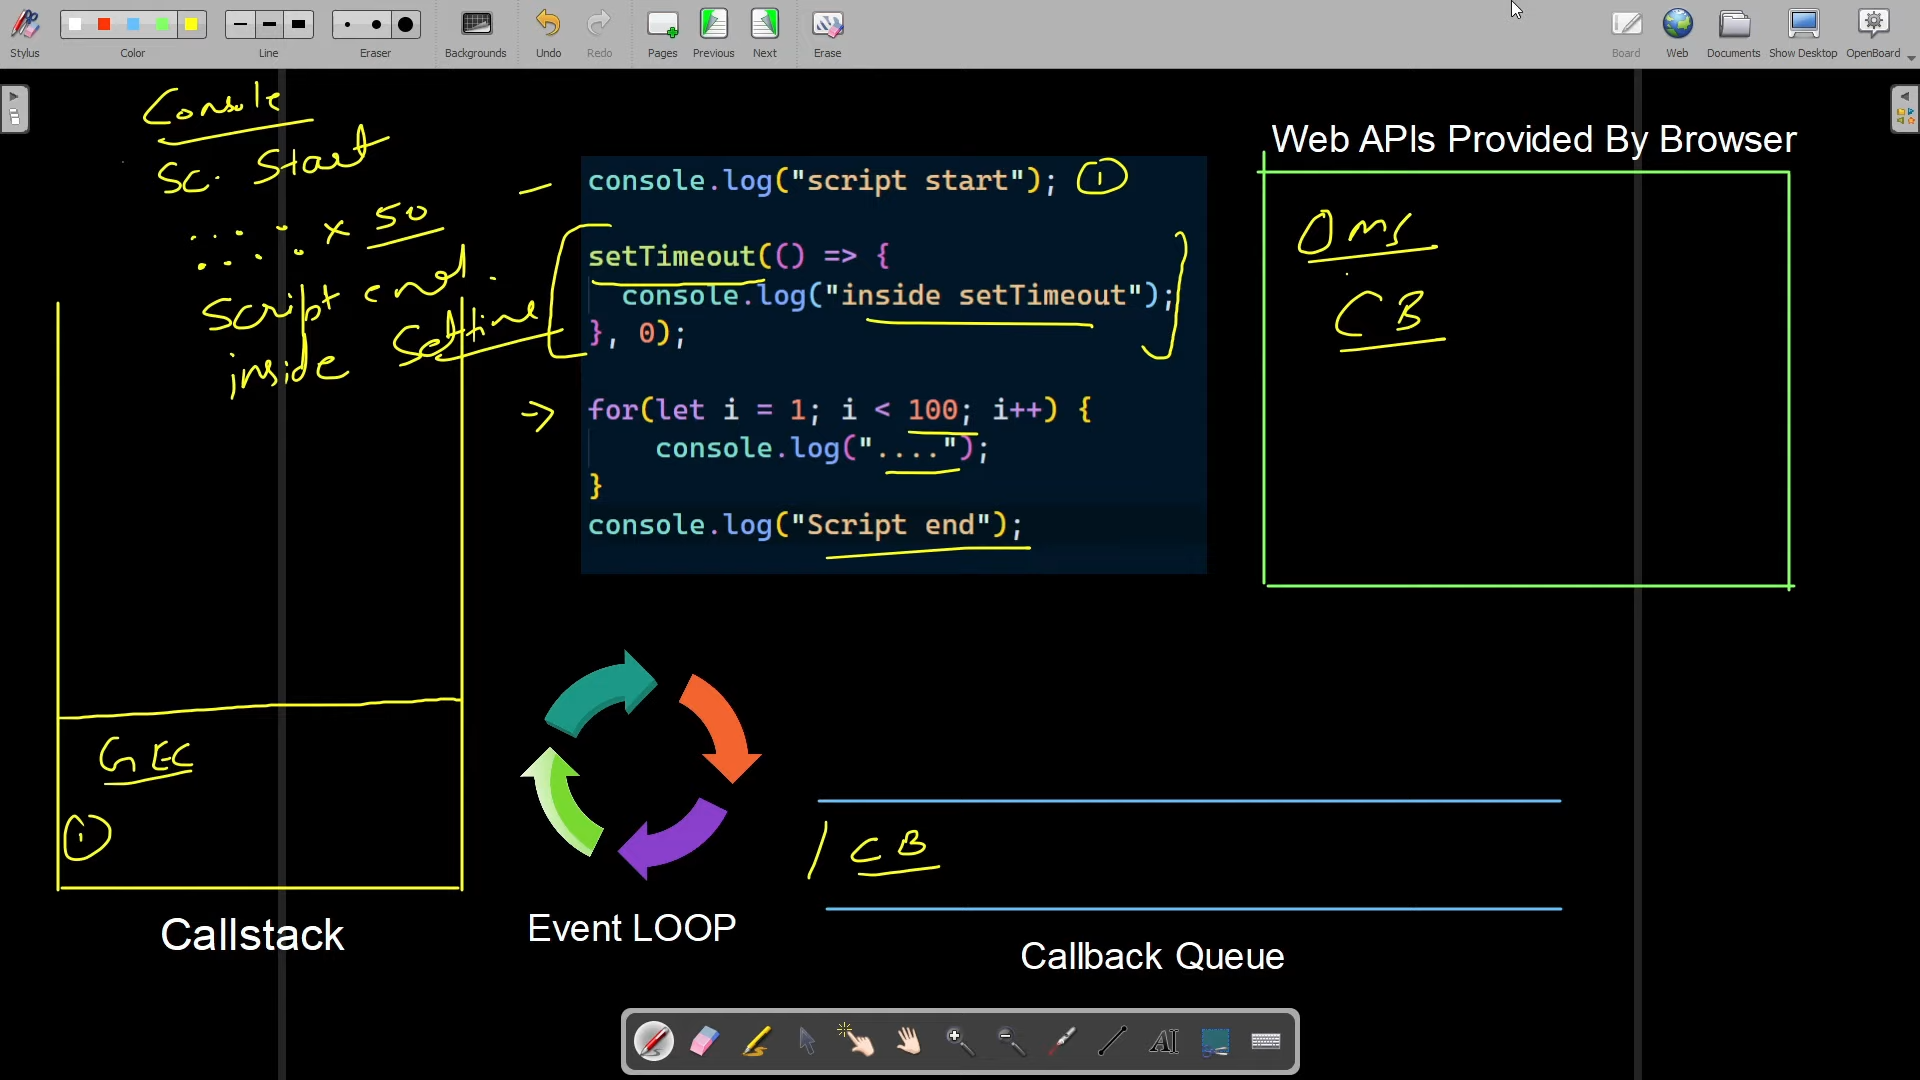 Stylus
Color
Line
Eraser
Backgrounds
Undo
Redo
Pages
Previous
Next
Erase
Board
Web
Documents
Show Desktop
OpenBoard
Console
Sc. Start
..... x 50
Script end.
inside Settime
console.log("script start"); 1
setTimeout(() => {
console.log("inside setTimeout");
}, 0);
for(let i = 1; i < 100; i++) {
console.log("....");
}
console.log("Script end");
Web APIs Provided By Browser
0 ms
CB
GEC
1
Callstack
Event LOOP
CB
Callback Queue
AI